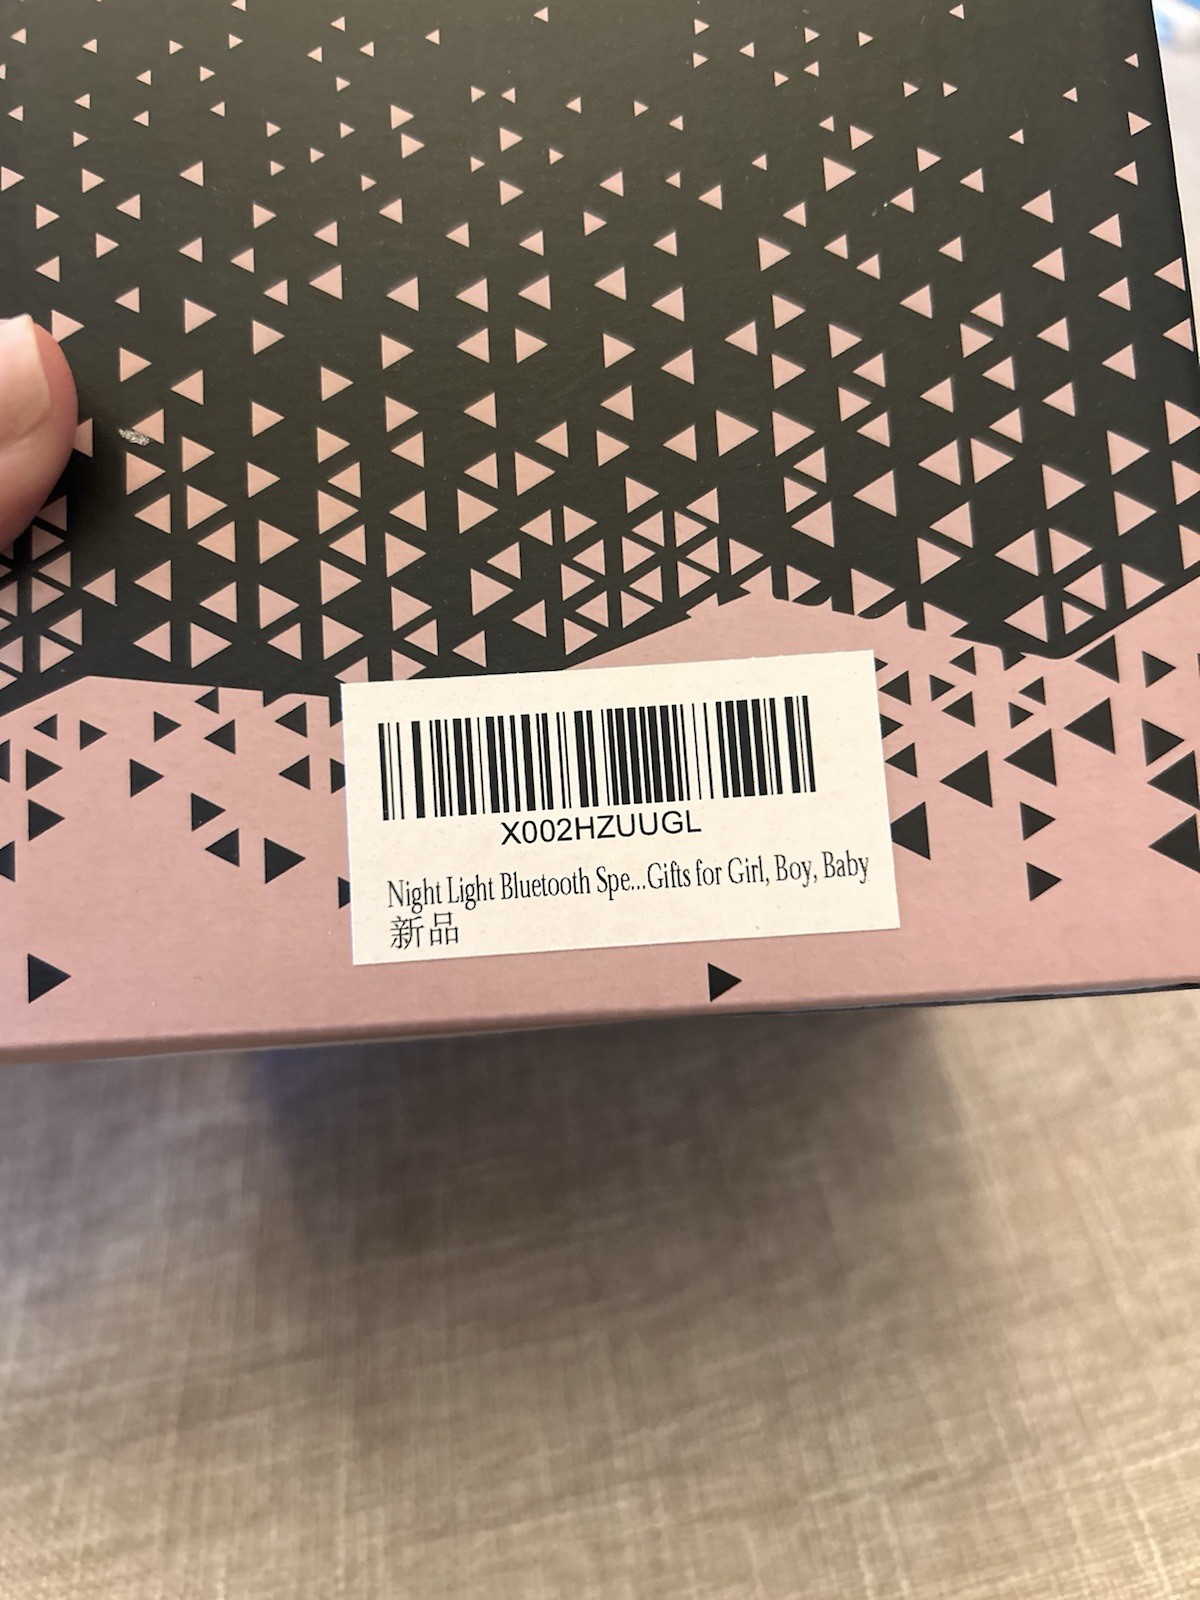 X002HZUUGL
Night Light Bluetooth Spe...Gifts for Girl, Boy, Baby
新品